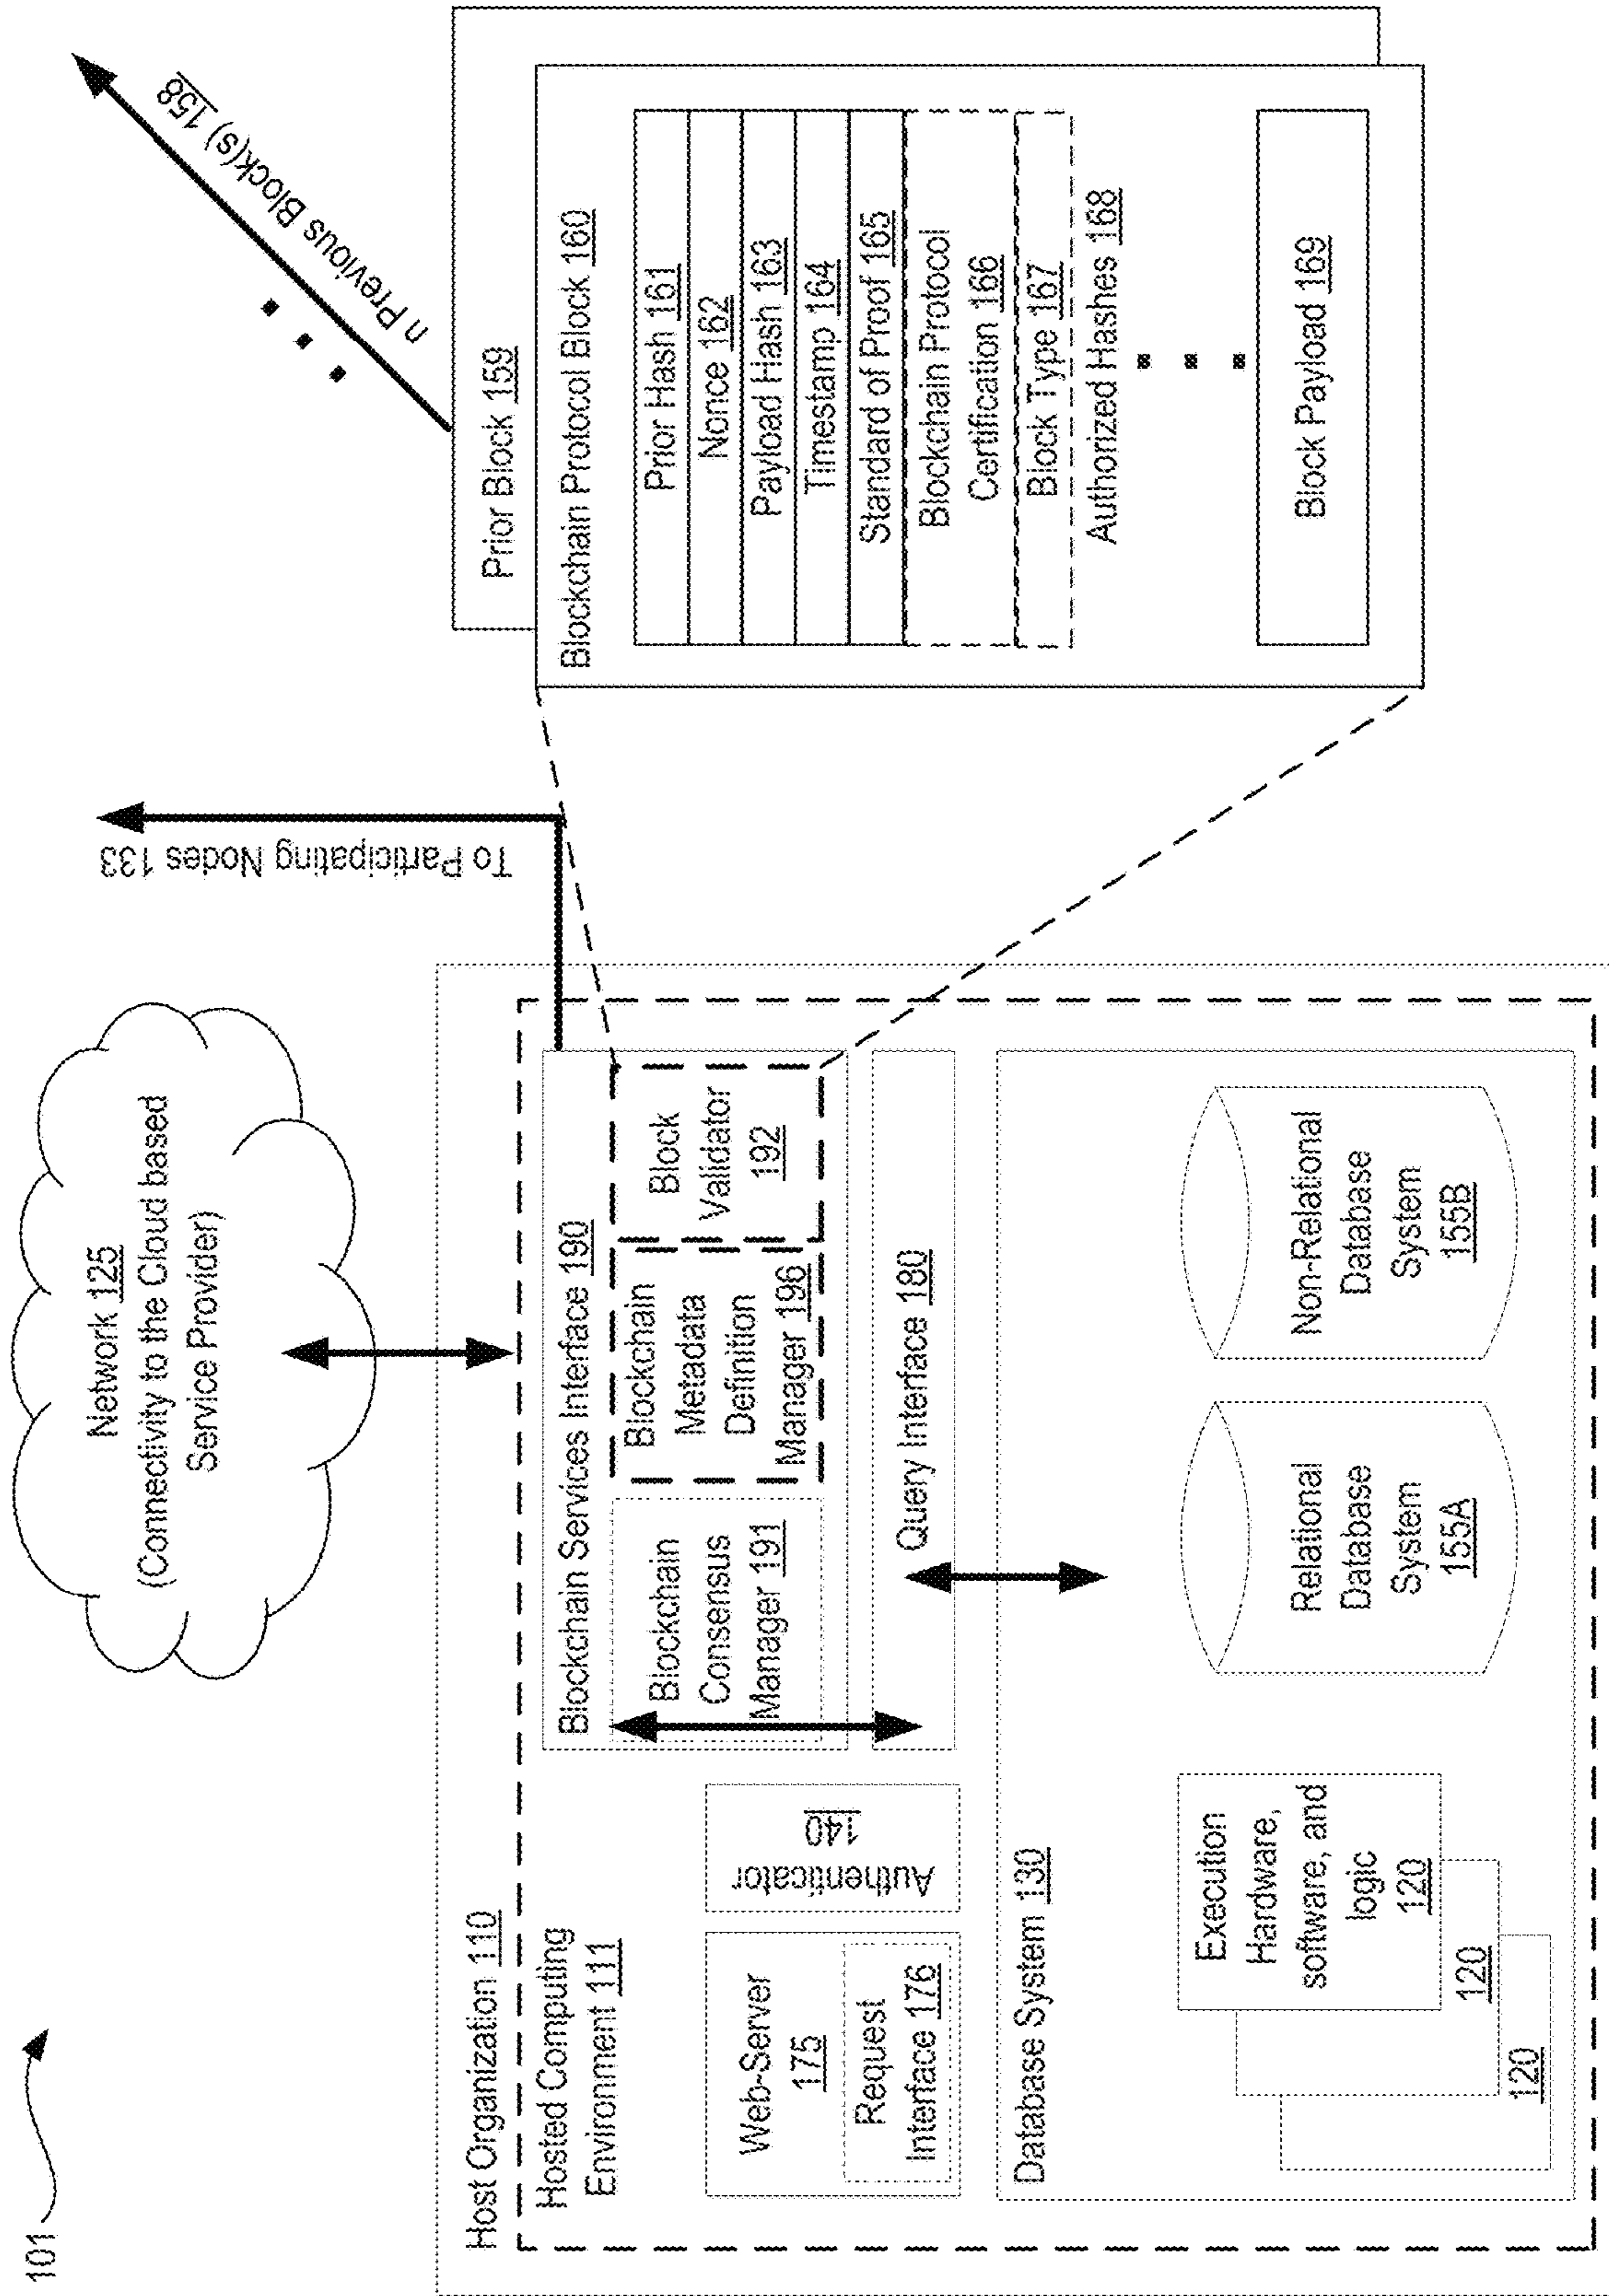 101
Network 125
(Connectivity to the Cloud based
Service Provider)
Host Organization 110
Hosted Computing
Environment 111
Web-Server
175
Request
Interface 176
Authenticator
140
Blockchain Services Interface 190
Blockchain
Consensus
Manager 191
Blockchain
Metadata
Definition
Manager 196
Block
Validator
192
Query Interface 180
Database System 130
Execution
Hardware,
software, and
logic
120
120
120
Relational
Database
System
155A
Non-Relational
Database
System
155B
To Participating Nodes 133
n Previous Block(s) 158
Prior Block 159
Blockchain Protocol Block 160
Prior Hash 161
Nonce 162
Payload Hash 163
Timestamp 164
Standard of Proof 165
Blockchain Protocol
Certification 166
Block Type 167
Authorized Hashes 168
Block Payload 169